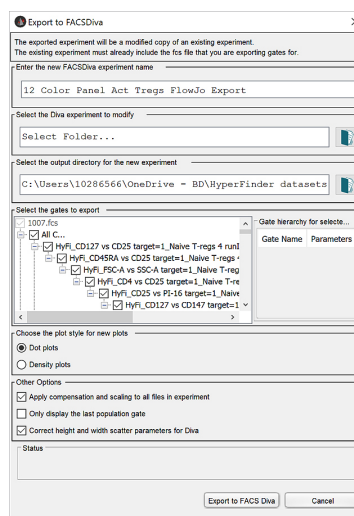 Export to FACSDiva
The exported experiment will be a modified copy of an existing experiment.
The existing experiment must already include the fcs file that you are exporting gates for.
Enter the new FACSDiva experiment name
12 Color Panel Act Tregs FlowJo Export
Select the Diva experiment to modify
Select Folder...
Select the output directory for the new experiment
C:\Users\10286566\OneDrive - BD\HyperFinder datasets
Select the gates to export
Gate hierarchy for selecte...
1007.fcs
Gate Name Parameters
All C...
HyFi_CD127 vs CD25 target=1_Naive T-regs 4 runI
HyFi_CD45RA vs CD25 target=1_Naive T-regs
HyFi_FSC-A vs SSC-A target=1_Naive T-reg
HyFi_CD4 vs CD25 target=1_Naive T-reg
HyFi_CD25 vs PI-16 target=1_Naive
HyFi_CD127 vs CD147 target=1
Choose the plot style for new plots
Dot plots
Density plots
Other Options
Apply compensation and scaling to all files in experiment
Only display the last population gate
Correct height and width scatter parameters for Diva
Status
Export to FACS Diva Cancel